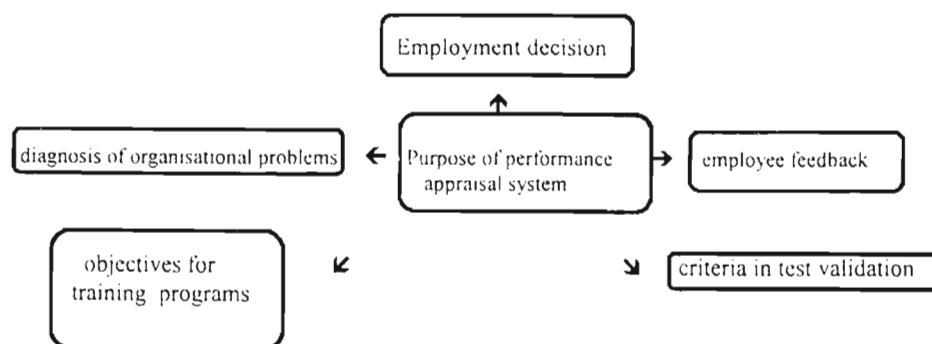 Employment decision
diagnosis of organisational problems
Purpose of performance
appraisal system
employee feedback
objectives for
training programs
criteria in test validation